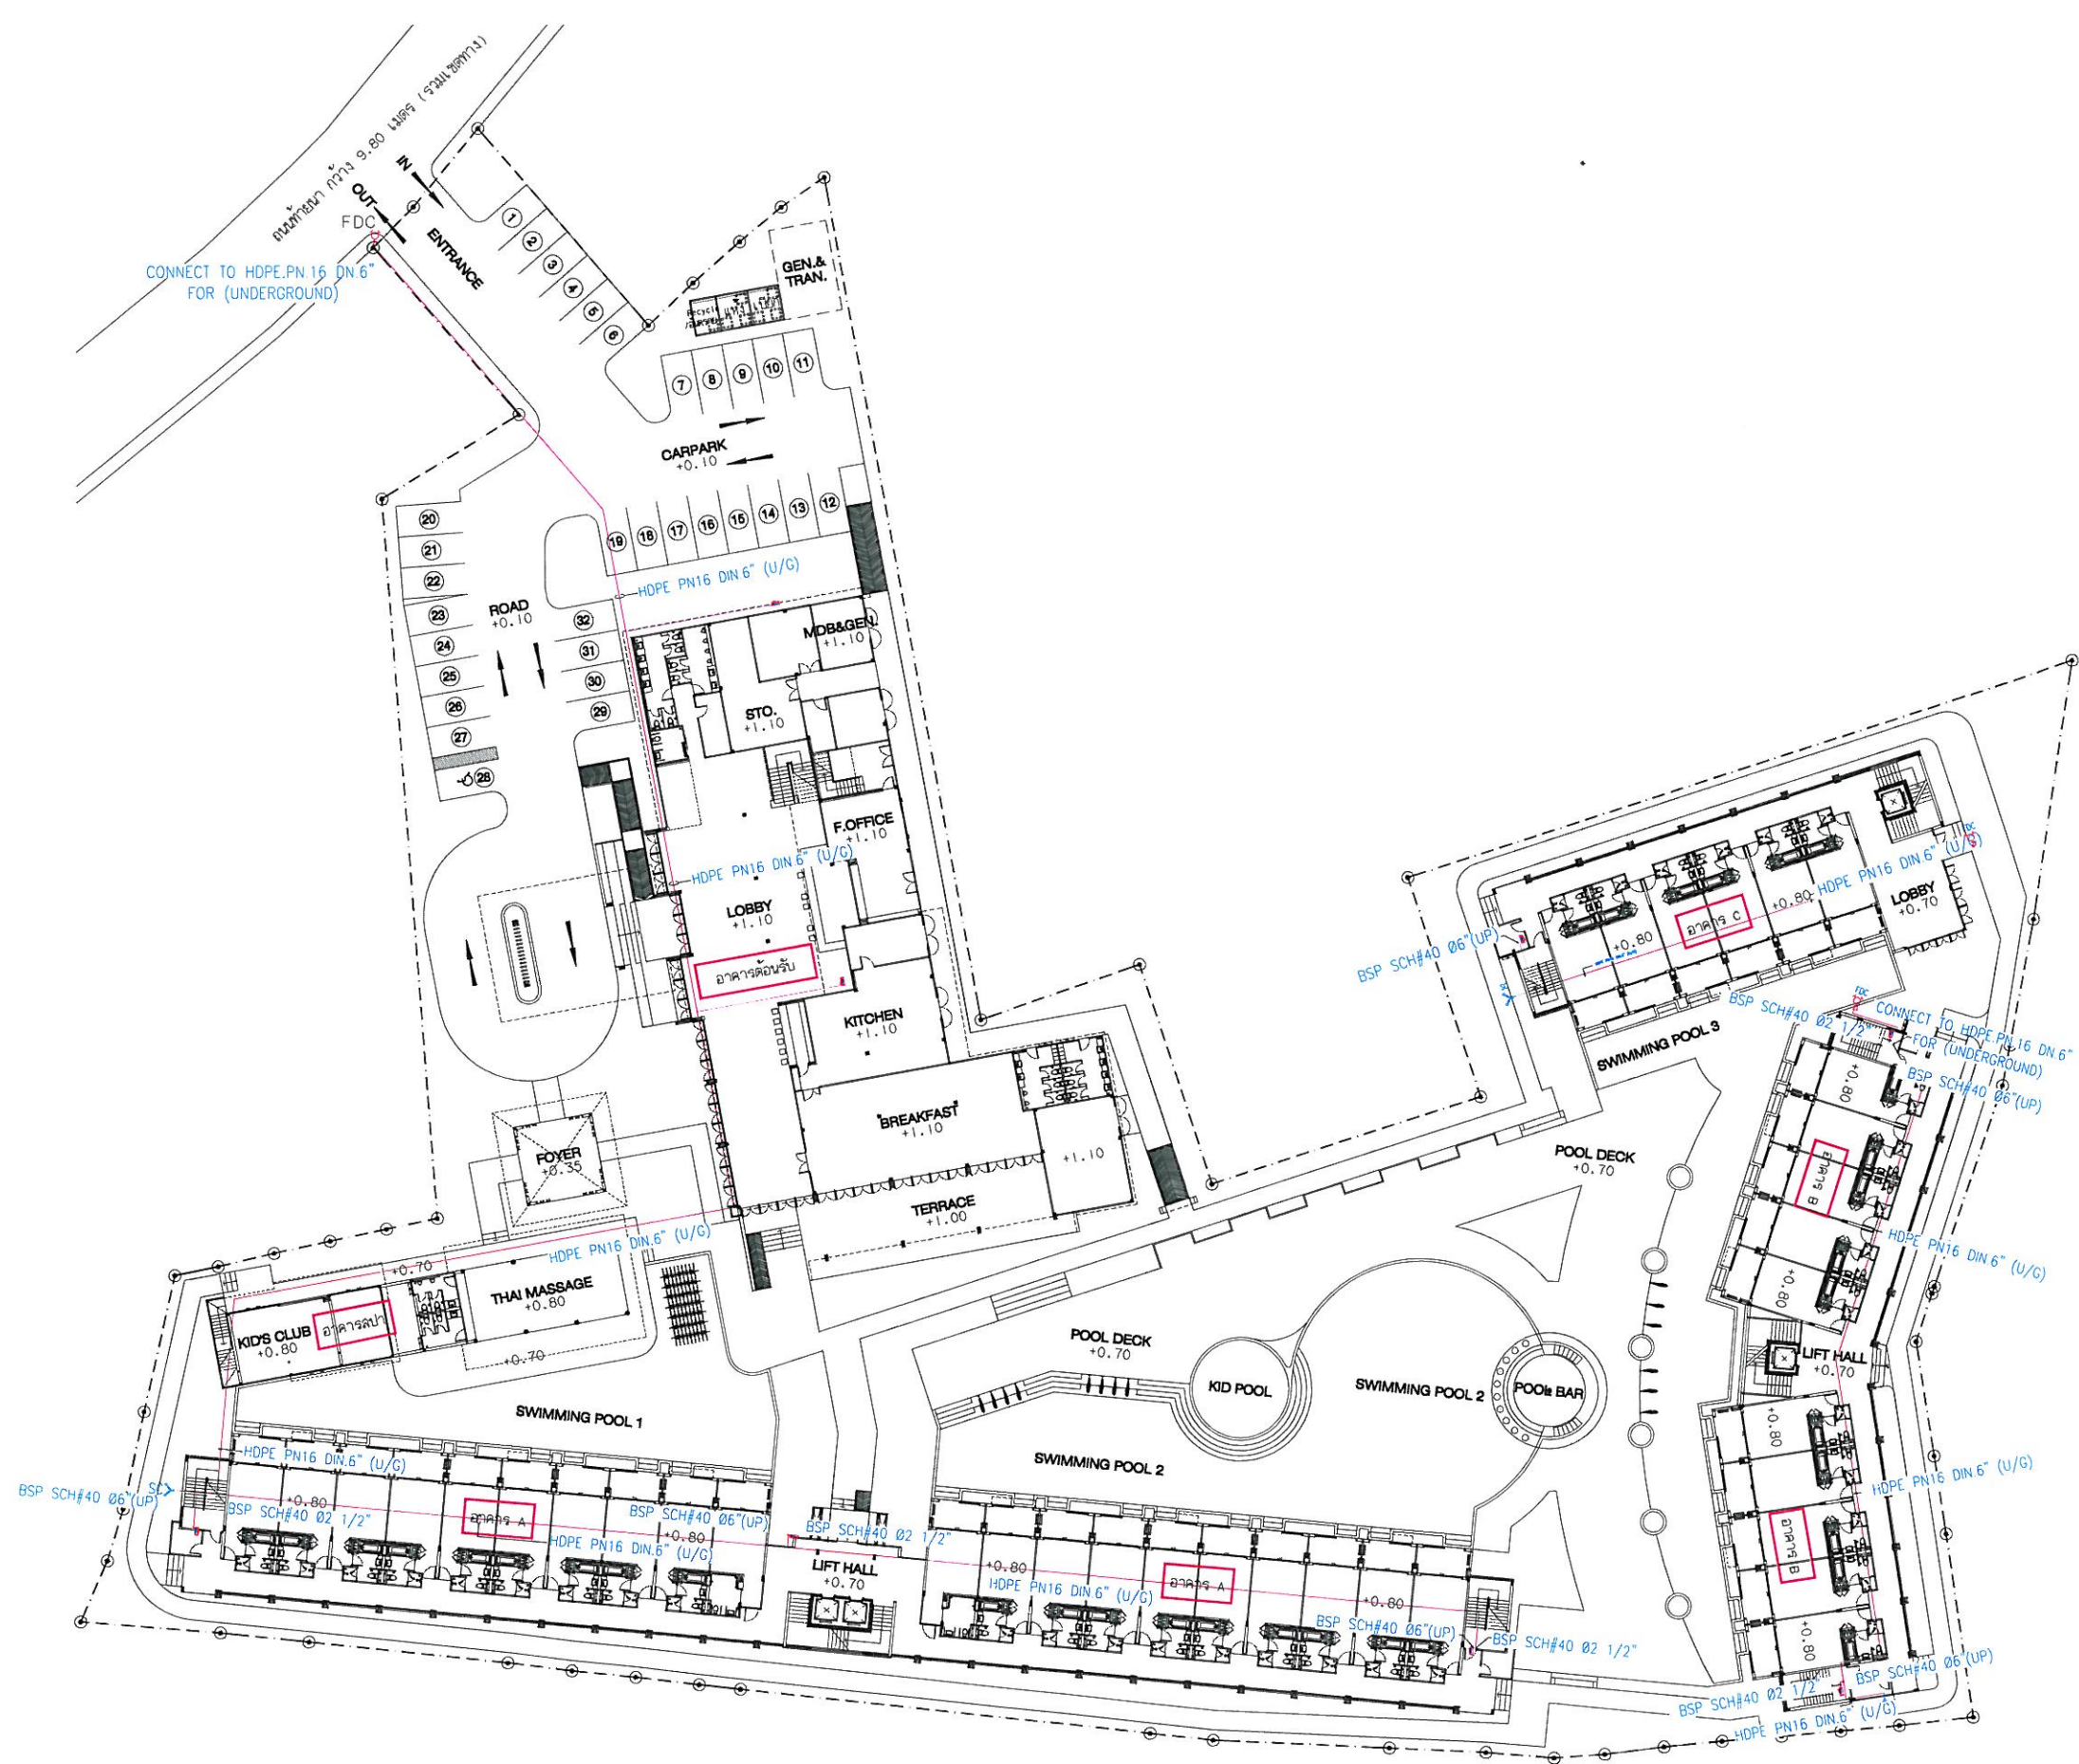 ถนนท้ายเขา กว้าง 9.80 เมตร (รวมเขตทาง)
IN
OUT
FDC
ENTRANCE
CONNECT TO HDPE.PN.16 DN.6"
FOR (UNDERGROUND)
1
2
3
4
5
6
GEN.&
TRAN.
Recycle
7
8
9
10
11
CARPARK
+0.10
19
18
17
16
15
14
13
12
HDPE PN16 DIN.6" (U/G)
20
21
22
23
24
25
26
27
28
ROAD
+0.10
32
31
30
29
MDB&GEN.
+1.10
STO.
+1.10
F.OFFICE
+1.10
HDPE PN16 DIN.6" (U/G)
LOBBY
+1.10
อาคารต้อนรับ
KITCHEN
+1.10
"BREAKFAST"
+1.10
+1.10
TERRACE
+1.00
FOYER
+0.35
HDPE PN16 DIN.6" (U/G)
+0.70
THAI MASSAGE
+0.80
KID'S CLUB
+0.80
อาคารสปา
+0.70
SWIMMING POOL 1
HDPE PN16 DIN.6" (U/G)
BSP SCH#40 Ø6"(UP)
SC
+0.80
BSP SCH#40 Ø2 1/2"
อาคาร A
BSP SCH#40 Ø6"(UP)
+0.80
HDPE PN16 DIN.6" (U/G)
BSP SCH#40 Ø2 1/2"
LIFT HALL
+0.70
+0.80
HDPE PN16 DIN.6" (U/G)
อาคาร A
+0.80
BSP SCH#40 Ø6"(UP)
BSP SCH#40 Ø2 1/2"
POOL DECK
+0.70
KID POOL
SWIMMING POOL 2
POOL BAR
SWIMMING POOL 2
POOL DECK
+0.70
SWIMMING POOL 3
BSP SCH#40 Ø6"(UP)
+0.80
อาคาร C
+0.80
HDPE PN16 DIN.6" (U/G)
LOBBY
+0.70
BSP SCH#40 Ø2 1/2"
FDC
CONNECT TO HDPE.PN.16 DN.6"
FOR (UNDERGROUND)
BSP SCH#40 Ø6"(UP)
+0.80
อาคาร B
HDPE PN16 DIN.6" (U/G)
+0.80
LIFT HALL
+0.70
+0.80
HDPE PN16 DIN.6" (U/G)
อาคาร B
+0.80
BSP SCH#40 Ø6"(UP)
BSP SCH#40 Ø2 1/2"
HDPE PN16 DIN.6" (U/G)